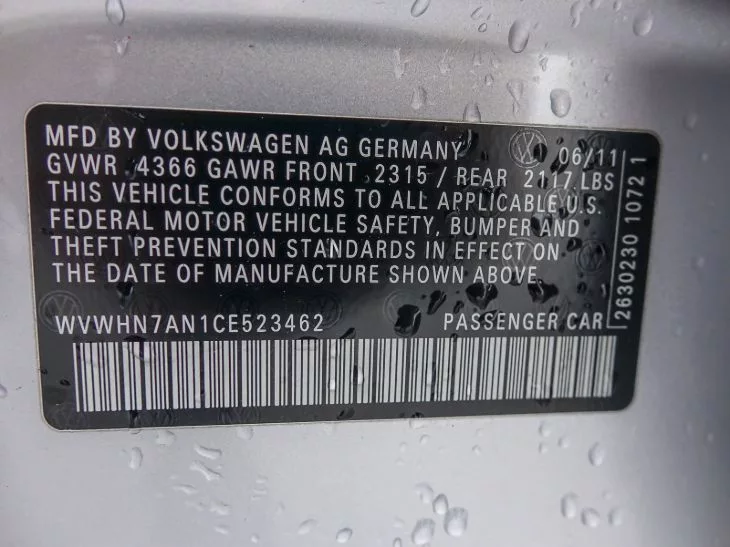 MFD BY VOLKSWAGEN AG GERMANY 06/11
GVWR 4366 GAWR FRONT 2315 / REAR 2117 LBS
THIS VEHICLE CONFORMS TO ALL APPLICABLE U.S.
FEDERAL MOTOR VEHICLE SAFETY, BUMPER AND
THEFT PREVENTION STANDARDS IN EFFECT ON
THE DATE OF MANUFACTURE SHOWN ABOVE.
WVWHN7AN1CE523462 PASSENGER CAR
2630230 1072 1